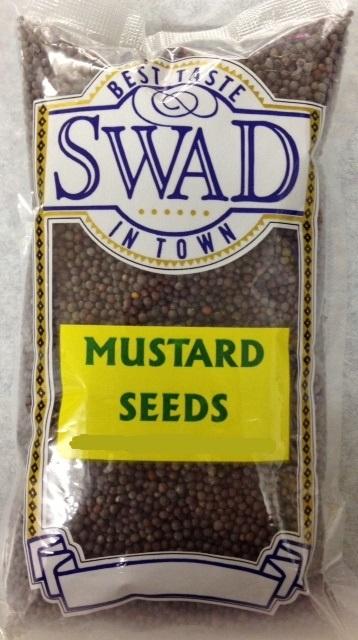 BEST TASTE
SWAD
IN TOWN
MUSTARD
SEEDS